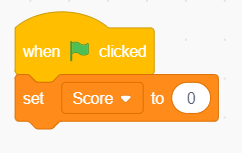 when clicked
set Score to 0